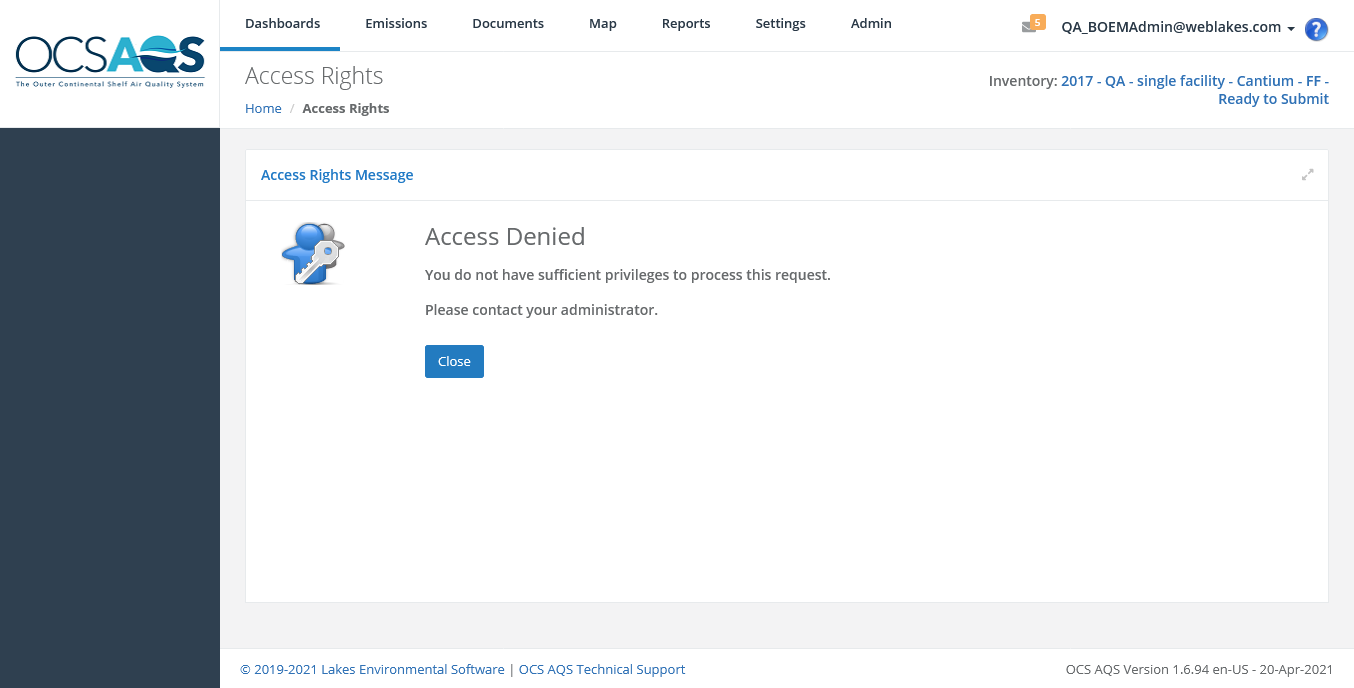 OCSAQS
The Outer Continental Shelf Air Quality System
Dashboards Emissions Documents Map Reports Settings Admin
5
QA_BOEMAdmin@weblakes.com
?
Access Rights
Home / Access Rights
Inventory: 2017 - QA - single facility - Cantium - FF -
Ready to Submit
Access Rights Message
Access Denied
You do not have sufficient privileges to process this request.
Please contact your administrator.
Close
© 2019-2021 Lakes Environmental Software | OCS AQS Technical Support
OCS AQS Version 1.6.94 en-US - 20-Apr-2021